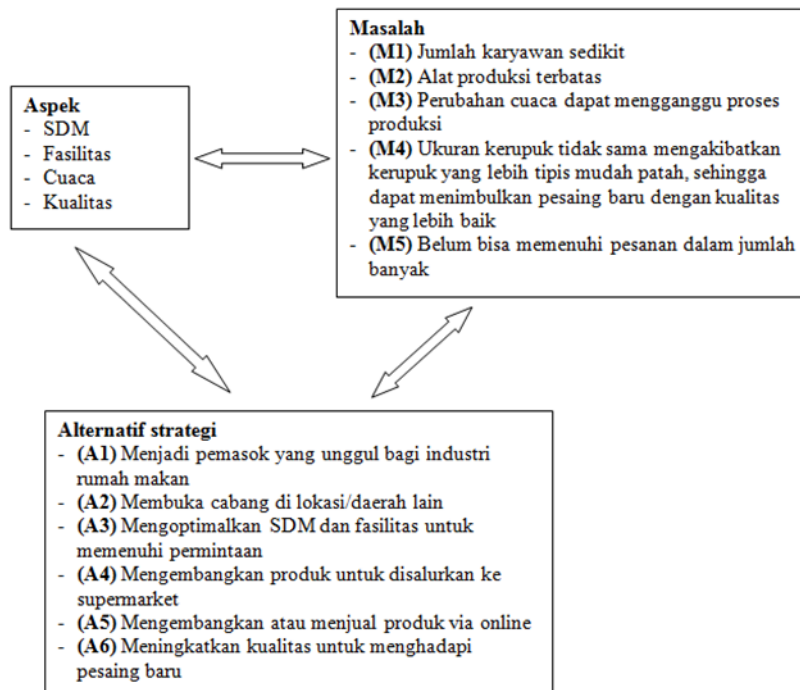 Masalah
- (M1) Jumlah karyawan sedikit
- (M2) Alat produksi terbatas
- (M3) Perubahan cuaca dapat mengganggu proses
produksi
- (M4) Ukuran kerupuk tidak sama mengakibatkan
kerupuk yang lebih tipis mudah patah, sehingga
dapat menimbulkan pesaing baru dengan kualitas
yang lebih baik
- (M5) Belum bisa memenuhi pesanan dalam jumlah
banyak
Aspek
- SDM
- Fasilitas
- Cuaca
- Kualitas
Alternatif strategi
- (A1) Menjadi pemasok yang unggul bagi industri
rumah makan
- (A2) Membuka cabang di lokasi/daerah lain
- (A3) Mengoptimalkan SDM dan fasilitas untuk
memenuhi permintaan
- (A4) Mengembangkan produk untuk disalurkan ke
supermarket
- (A5) Mengembangkan atau menjual produk via online
- (A6) Meningkatkan kualitas untuk menghadapi
pesaing baru